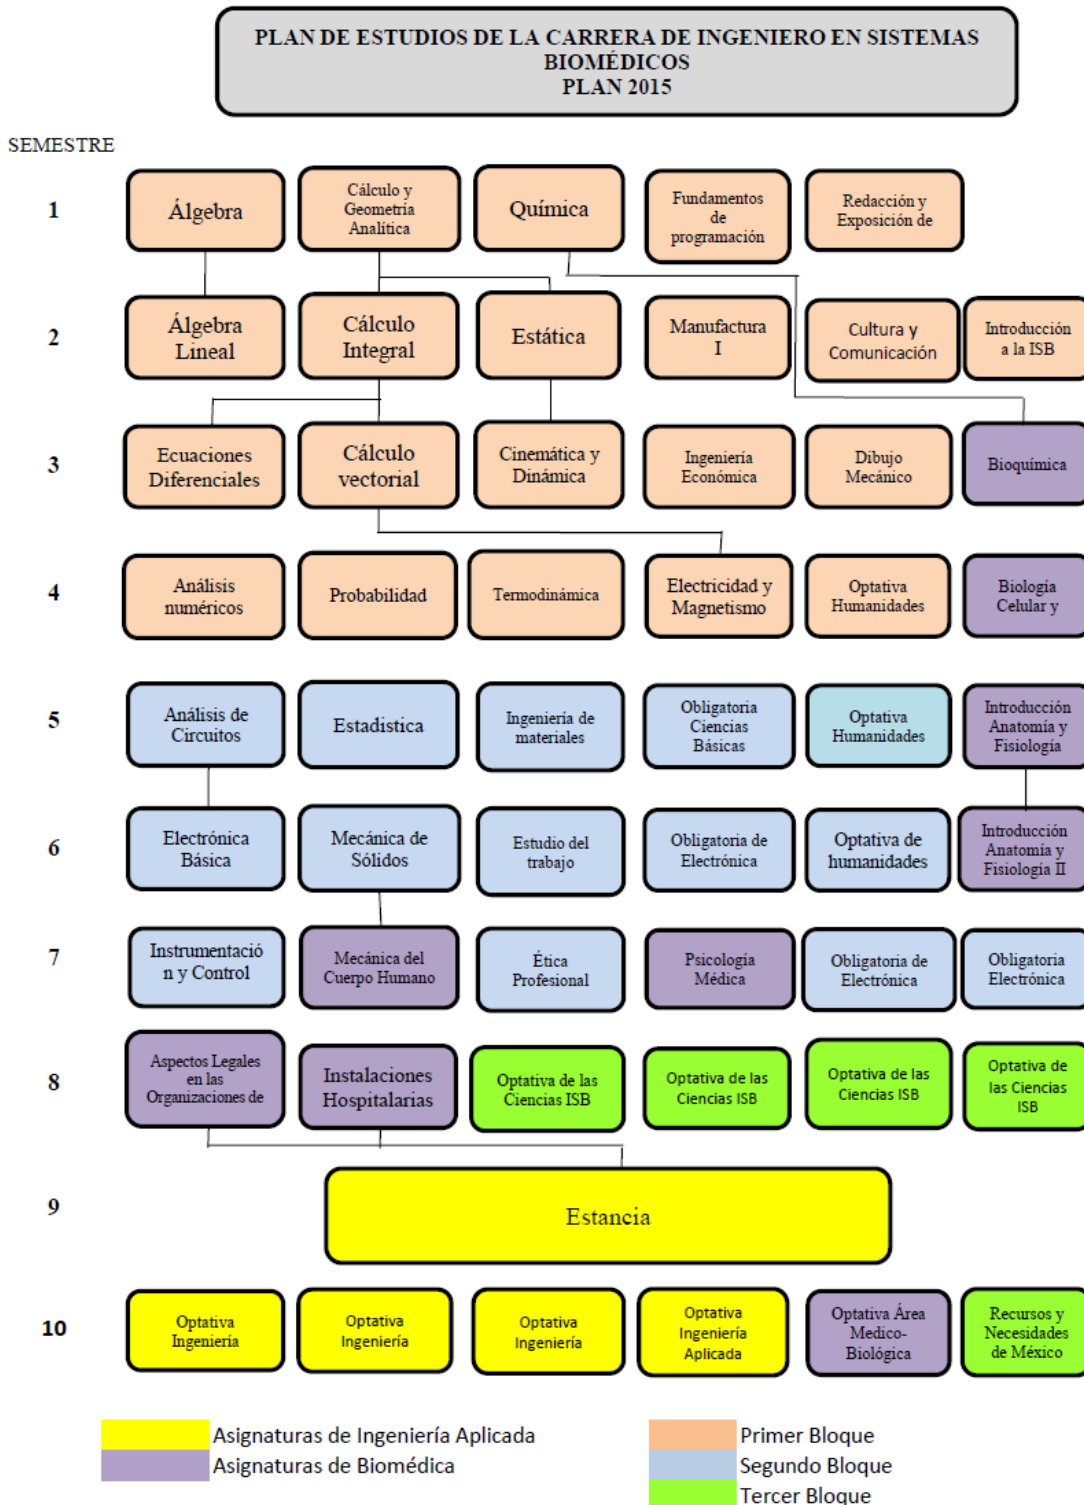 PLAN DE ESTUDIOS DE LA CARRERA DE INGENIERO EN SISTEMAS
BIOMÉDICOS
PLAN 2015
SEMESTRE
1
Álgebra
Cálculo y
Geometría
Analítica
Química
Fundamentos
de
programación
Redacción y
Exposición de
2
Álgebra
Lineal
Cálculo
Integral
Estática
Manufactura
I
Cultura y
Comunicación
Introducción
a la ISB
3
Ecuaciones
Diferenciales
Cálculo
vectorial
Cinemática y
Dinámica
Ingeniería
Económica
Dibujo
Mecánico
Bioquímica
4
Análisis
numéricos
Probabilidad
Termodinámica
Electricidad y
Magnetismo
Optativa
Humanidades
Biología
Celular y
5
Análisis de
Circuitos
Estadistica
Ingeniería de
materiales
Obligatoria
Ciencias
Básicas
Optativa
Humanidades
Introducción
Anatomía y
Fisiología
6
Electrónica
Básica
Mecánica de
Sólidos
Estudio del
trabajo
Obligatoria
de Electrónica
Optativa de
humanidades
Introducción
Anatomía y
Fisiología II
7
Instrumentació
n y Control
Mecánica del
Cuerpo Humano
Ética
Profesional
Psicología
Médica
Obligatoria de
Electrónica
Obligatoria
Electrónica
8
Aspectos Legales
en las
Organizaciones de
Instalaciones
Hospitalarias
Optativa de las
Ciencias ISB
Optativa de las
Ciencias ISB
Optativa de las
Ciencias ISB
Optativa de
las Ciencias
ISB
9
Estancia
10
Optativa
Ingeniería
Optativa
Ingeniería
Optativa
Ingeniería
Optativa
Ingeniería
Aplicada
Optativa Área
Medico-
Biológica
Recursos y
Necesidades
de México
Asignaturas de Ingeniería Aplicada
Asignaturas de Biomédica
Primer Bloque
Segundo Bloque
Tercer Bloque